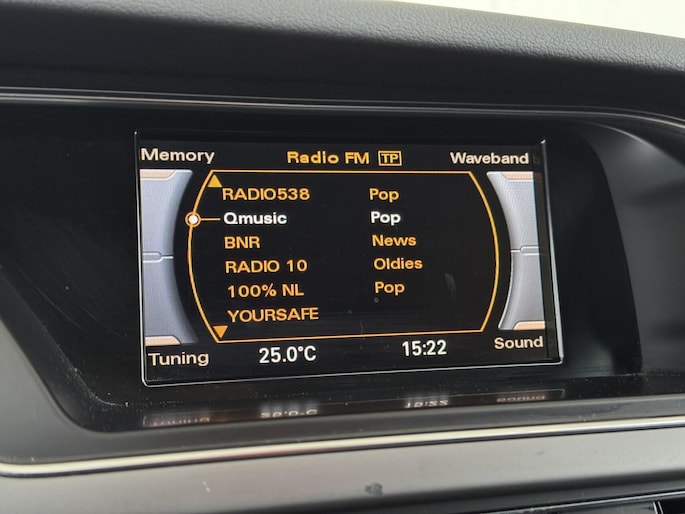 Memory Radio FM TP Waveband
RADIO538 Pop
Qmusic Pop
BNR News
RADIO 10 Oldies
100% NL Pop
YOURSAFE
Tuning 25.0°C 15:22 Sound